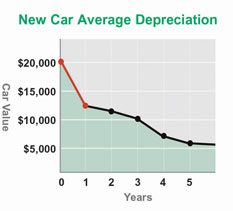 New Car Average Depreciation
Car Value
$20,000
$15,000
$10,000
$5,000
0 1 2 3 4 5
Years